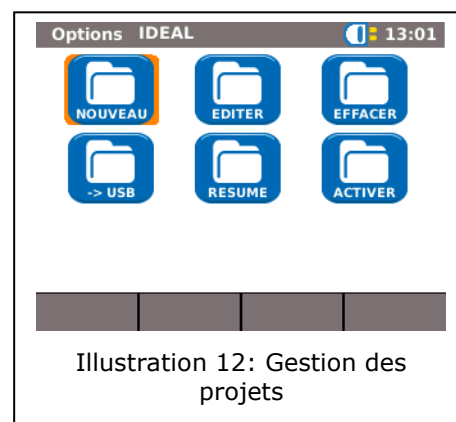 Options IDEAL 13:01
NOUVEAU EDITER EFFACER
-> USB RESUME ACTIVER
Illustration 12: Gestion des
projets